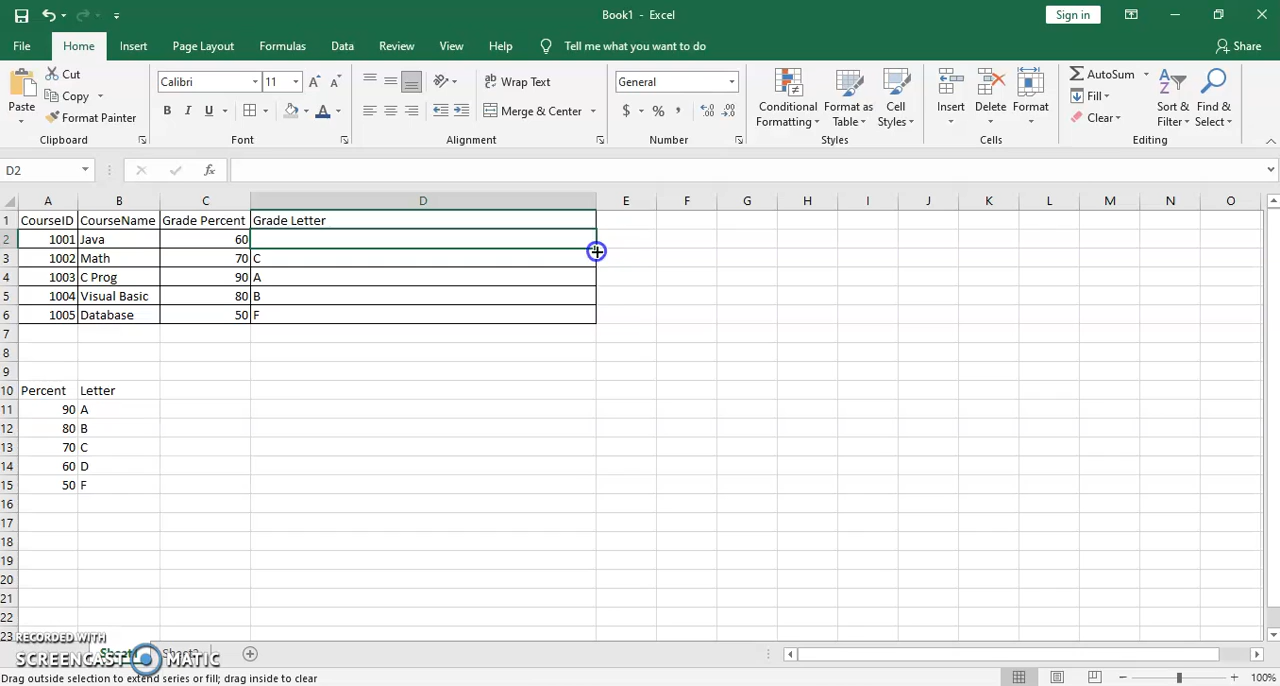 Book1 - Excel
Sign in
File Home Insert Page Layout Formulas Data Review View Help Tell me what you want to do Share
Paste Cut Copy Format Painter Clipboard
Calibri 11 B I U Font
Wrap Text Merge & Center Alignment
General $ % Number
Conditional Formatting Format as Table Cell Styles Styles
Insert Delete Format Cells
AutoSum Fill Clear Sort & Filter Find & Select Editing
D2 fx
A B C D E F G H I J K L M N O
1 CourseID CourseName Grade Percent Grade Letter
2 1001 Java 60
3 1002 Math 70 C
4 1003 C Prog 90 A
5 1004 Visual Basic 80 B
6 1005 Database 50 F
7
8
9
10 Percent Letter
11 90 A
12 80 B
13 70 C
14 60 D
15 50 F
16
17
18
19
20
21
22
23
RECORDED WITH
SCREENCAST MATIC
Drag outside selection to extend series or fill; drag inside to clear
100%